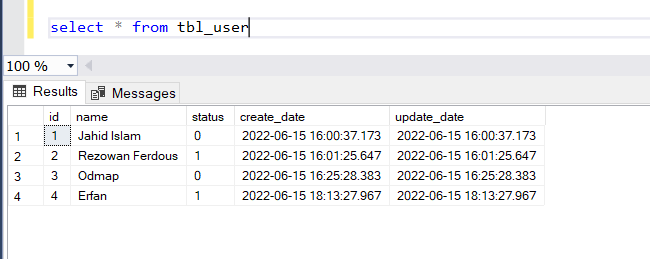 select * from tbl_user
100 %
Results Messages
id name status create_date update_date
1 1 Jahid Islam 0 2022-06-15 16:00:37.173 2022-06-15 16:00:37.173
2 2 Rezowan Ferdous 1 2022-06-15 16:01:25.647 2022-06-15 16:01:25.647
3 3 Odmap 0 2022-06-15 16:25:28.383 2022-06-15 16:25:28.383
4 4 Erfan 1 2022-06-15 18:13:27.967 2022-06-15 18:13:27.967